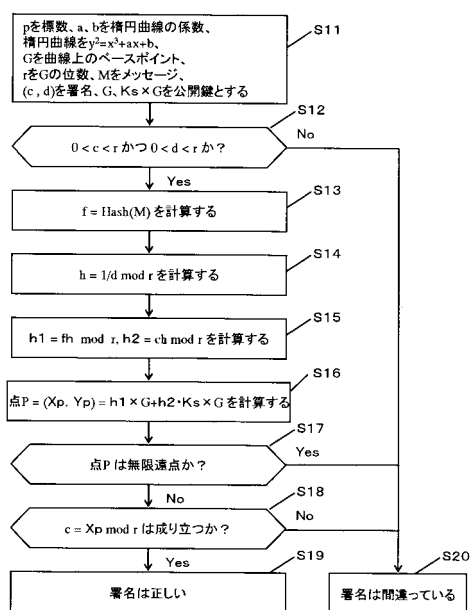 pを標数、a、bを楕円曲線の係数、
楕円曲線をy²=x³+ax+b、
Gを曲線上のベースポイント、
rをGの位数、Mをメッセージ、
(c , d)を署名、G、Ks×Gを公開鍵とする
S11
S12
0 < c < r かつ 0 < d < r か?
No
Yes
S13
f = Hash(M) を計算する
S14
h = 1/d mod r を計算する
S15
h1 = fh mod r, h2 = ch mod r を計算する
S16
点P = (Xp, Yp) = h1×G+h2・Ks×G を計算する
S17
点P は無限遠点か?
Yes
No
S18
c = Xp mod r は成り立つか?
No
Yes
S19
署名は正しい
S20
署名は間違っている